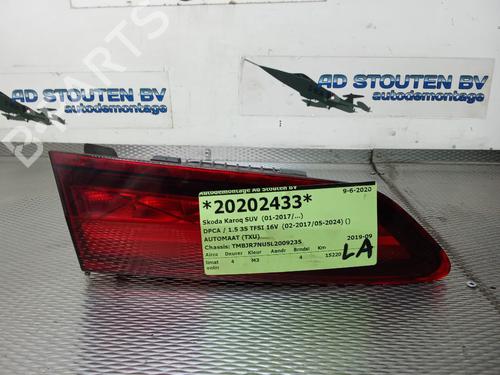 AD STOUTEN BV
autodemontage
AD STOUTEN BV
autodemontage
Autodemontage Ad Stouten BV
9-6-2020
*20202433*
Skoda Karoq SUV (01-2017/...)
DPCA / 1.5 35 TFSI 16V (02-2017/05-2024) ()
AUTOMAAT (TXU)
Chassis: TMBJR7NU5L2009235
2019-09
Airco Deuren Kleur Aandr Brndst Km
limat 4 M3 4 15220
LA